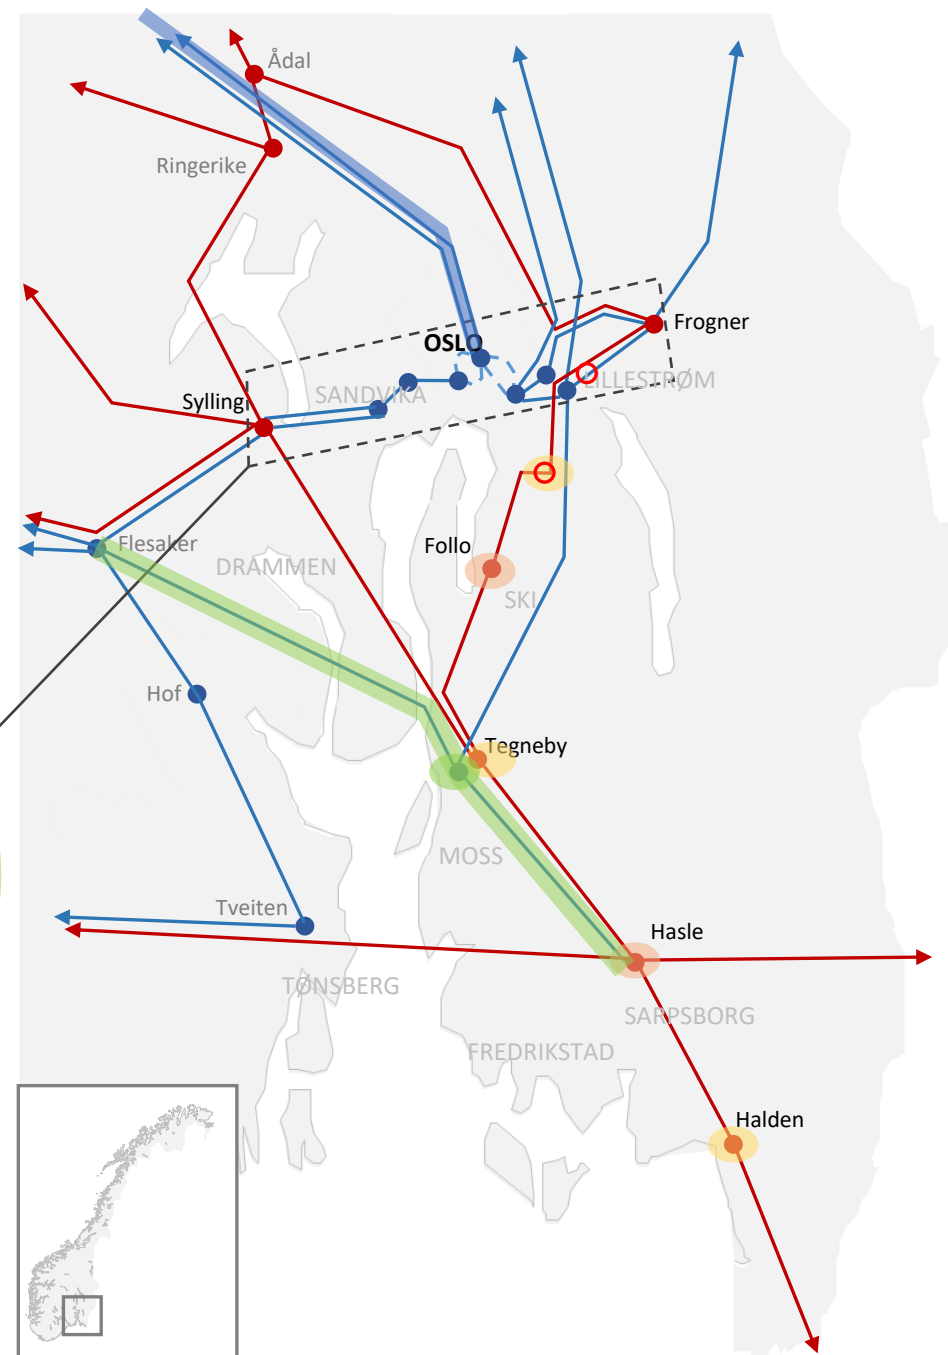 Ådal
Ringerike
Frogner
OSLO
LILLESTRØM
SANDVIKA
Sylling
Flesaker
Follo
DRAMMEN
SKI
Hof
Tegneby
MOSS
Tveiten
Hasle
TØNSBERG
SARPSBORG
FREDRIKSTAD
Halden